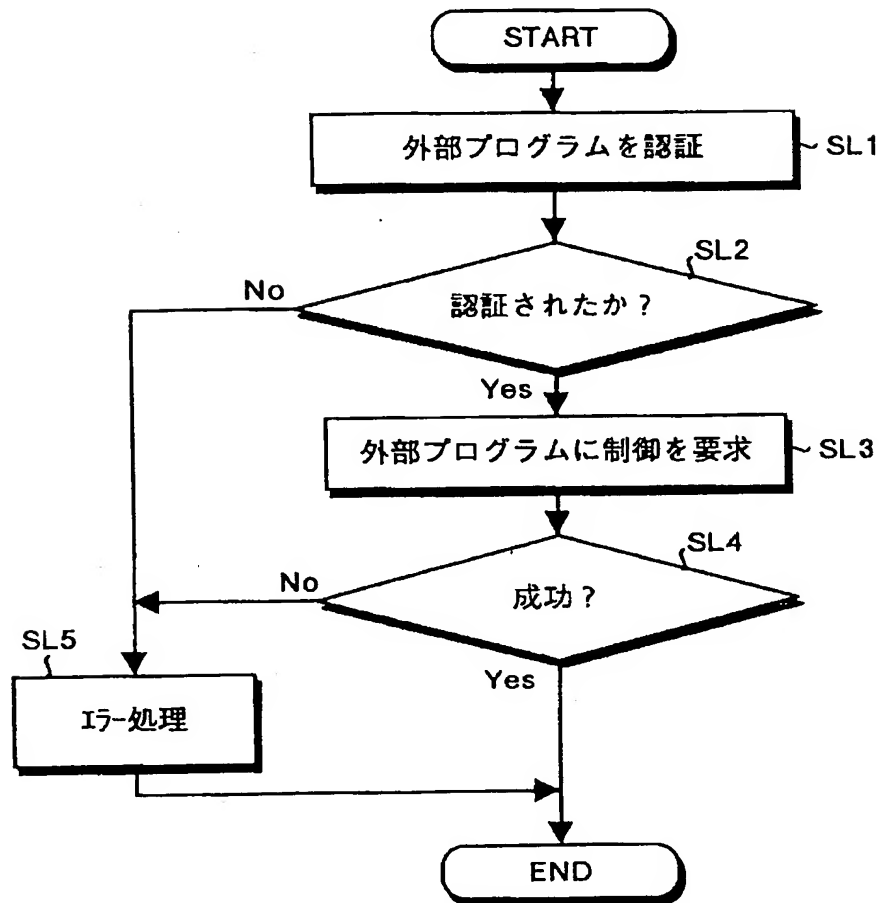 START
外部プログラムを認証
SL1
SL2
認証されたか?
No
Yes
外部プログラムに制御を要求
SL3
SL4
成功?
No
Yes
SL5
ｴﾗｰ処理
END